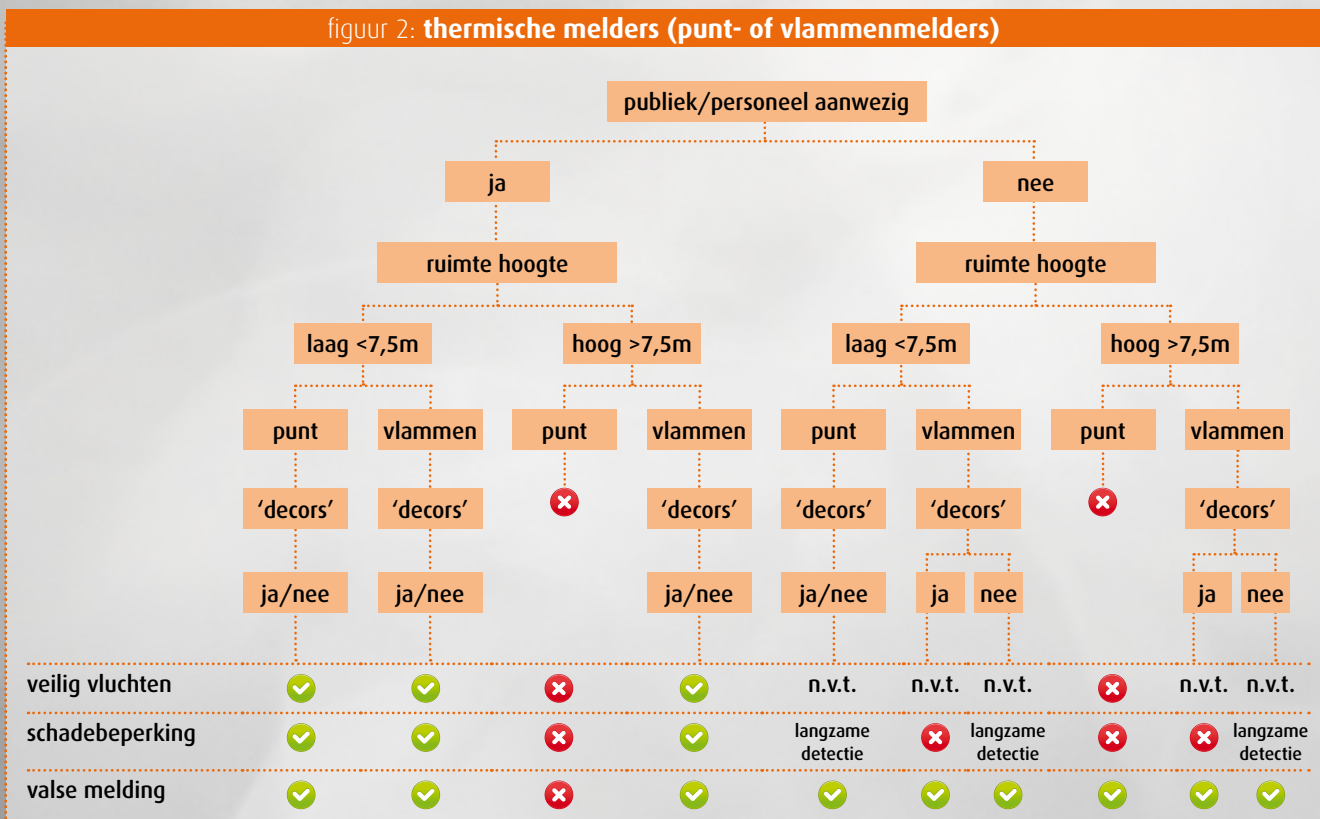 figuur 2: thermische melders (punt- of vlammenmelders)
publiek/personeel aanwezig
ja nee
ruimte hoogte ruimte hoogte
laag <7,5m hoog >7,5m laag <7,5m hoog >7,5m
punt vlammen punt vlammen punt vlammen punt vlammen
‘decors’ ‘decors’ ‘decors’ ‘decors’ ‘decors’ ‘decors’
ja/nee ja/nee ja/nee ja/nee ja nee ja nee
veilig vluchten n.v.t. n.v.t. n.v.t. n.v.t. n.v.t.
schadebeperking langzame detectie langzame detectie langzame detectie
valse melding